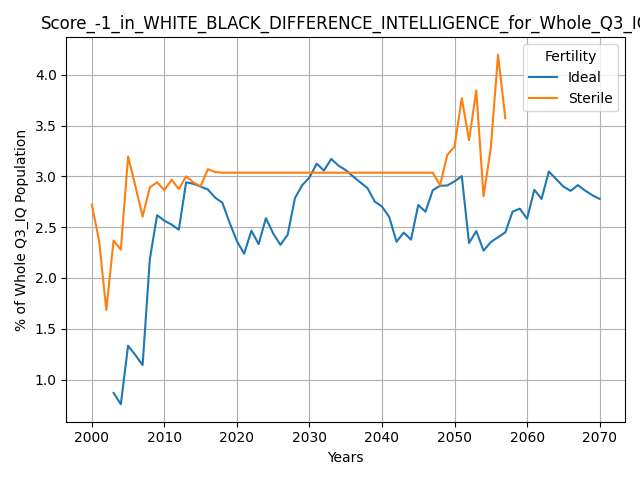 Score_-1_in_WHITE_BLACK_DIFFERENCE_INTELLIGENCE_for_Whole_Q3_IQ
Fertility
Ideal
Sterile
% of Whole Q3_IQ Population
4.0
3.5
3.0
2.5
2.0
1.5
1.0
2000 2010 2020 2030 2040 2050 2060 2070
Years